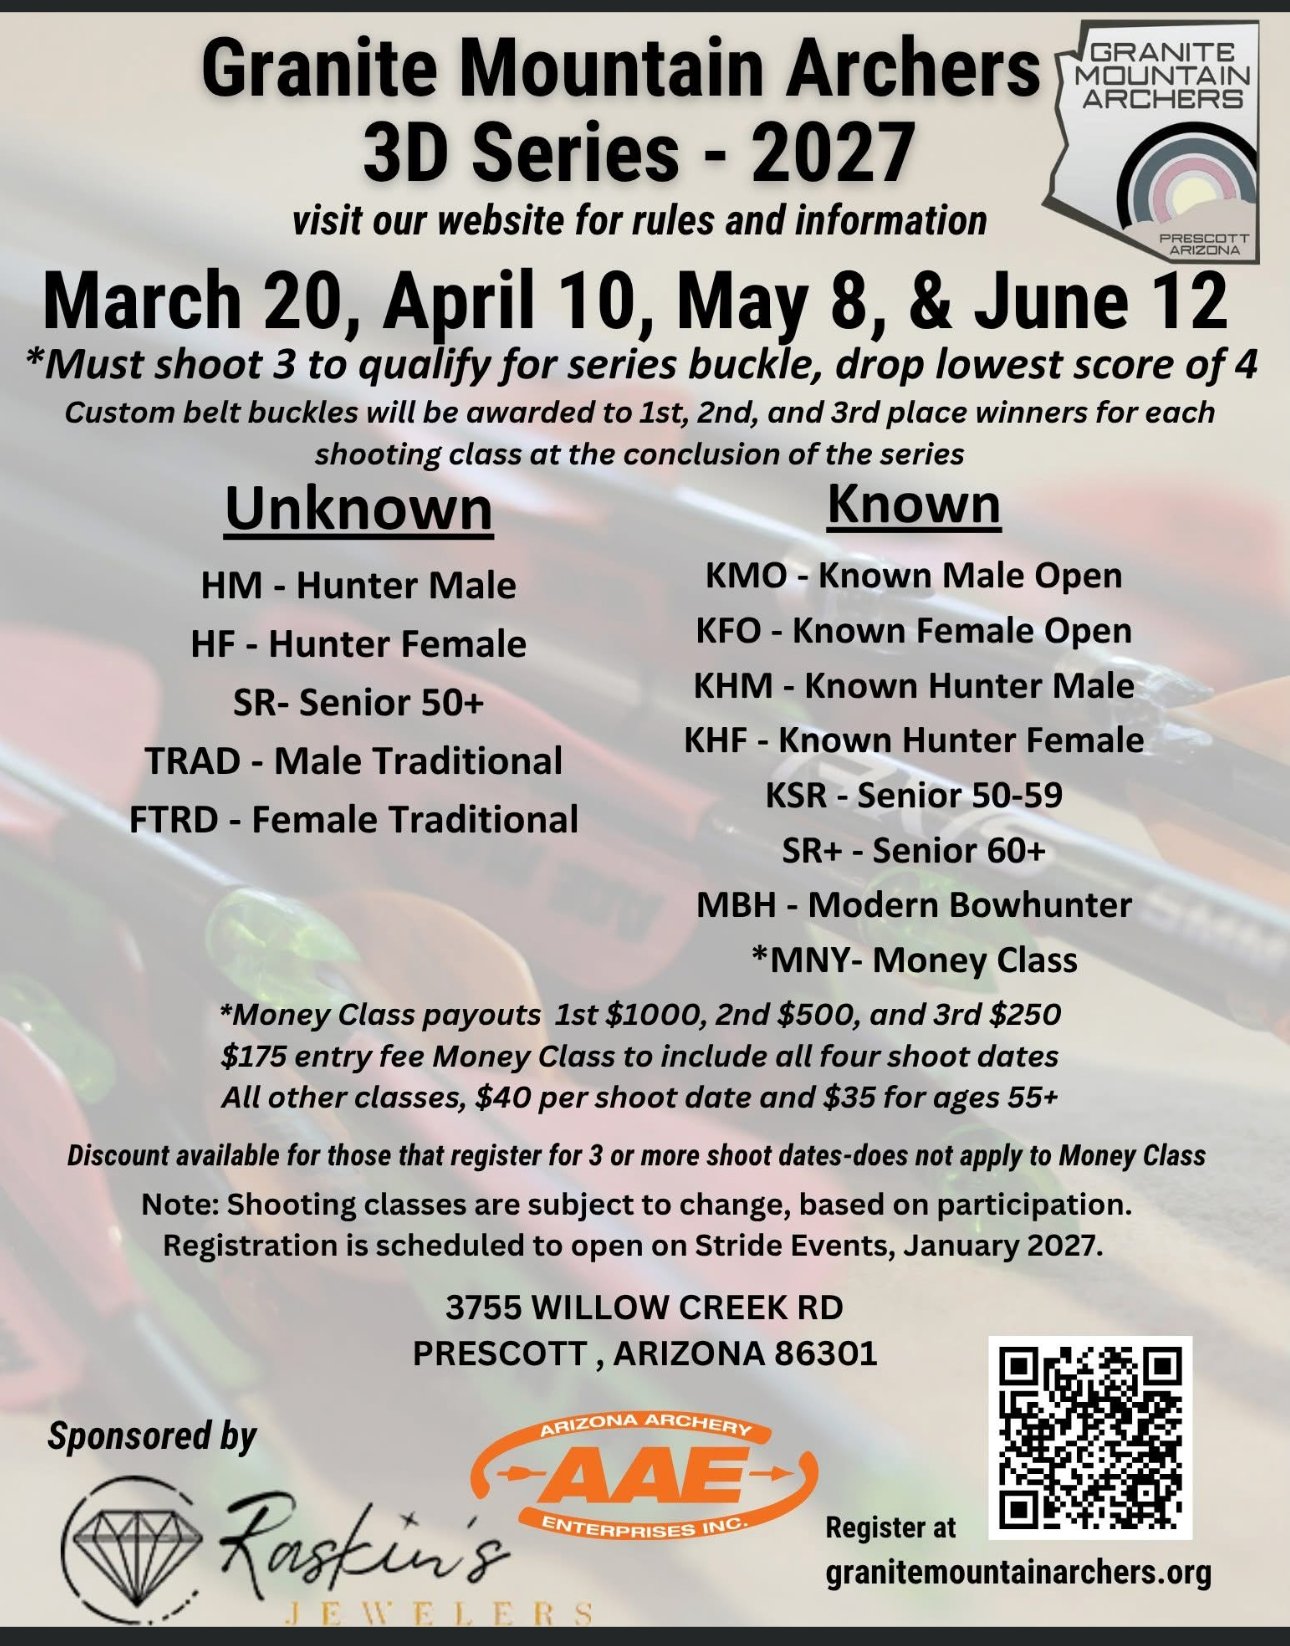 Granite Mountain Archers
3D Series - 2027
visit our website for rules and information
GRANITE
MOUNTAIN
ARCHERS
PRESCOTT
ARIZONA
March 20, April 10, May 8, & June 12
*Must shoot 3 to qualify for series buckle, drop lowest score of 4
Custom belt buckles will be awarded to 1st, 2nd, and 3rd place winners for each
shooting class at the conclusion of the series
Unknown
HM - Hunter Male
HF - Hunter Female
SR- Senior 50+
TRAD - Male Traditional
FTRD - Female Traditional
Known
KMO - Known Male Open
KFO - Known Female Open
KHM - Known Hunter Male
KHF - Known Hunter Female
KSR - Senior 50-59
SR+ - Senior 60+
MBH - Modern Bowhunter
*MNY- Money Class
*Money Class payouts 1st $1000, 2nd $500, and 3rd $250
$175 entry fee Money Class to include all four shoot dates
All other classes, $40 per shoot date and $35 for ages 55+
Discount available for those that register for 3 or more shoot dates-does not apply to Money Class
Note: Shooting classes are subject to change, based on participation.
Registration is scheduled to open on Stride Events, January 2027.
3755 WILLOW CREEK RD
PRESCOTT , ARIZONA 86301
Sponsored by
Raskin's
JEWELERS
ARIZONA ARCHERY
AAE
ENTERPRISES INC.
Register at
granitemountainarchers.org